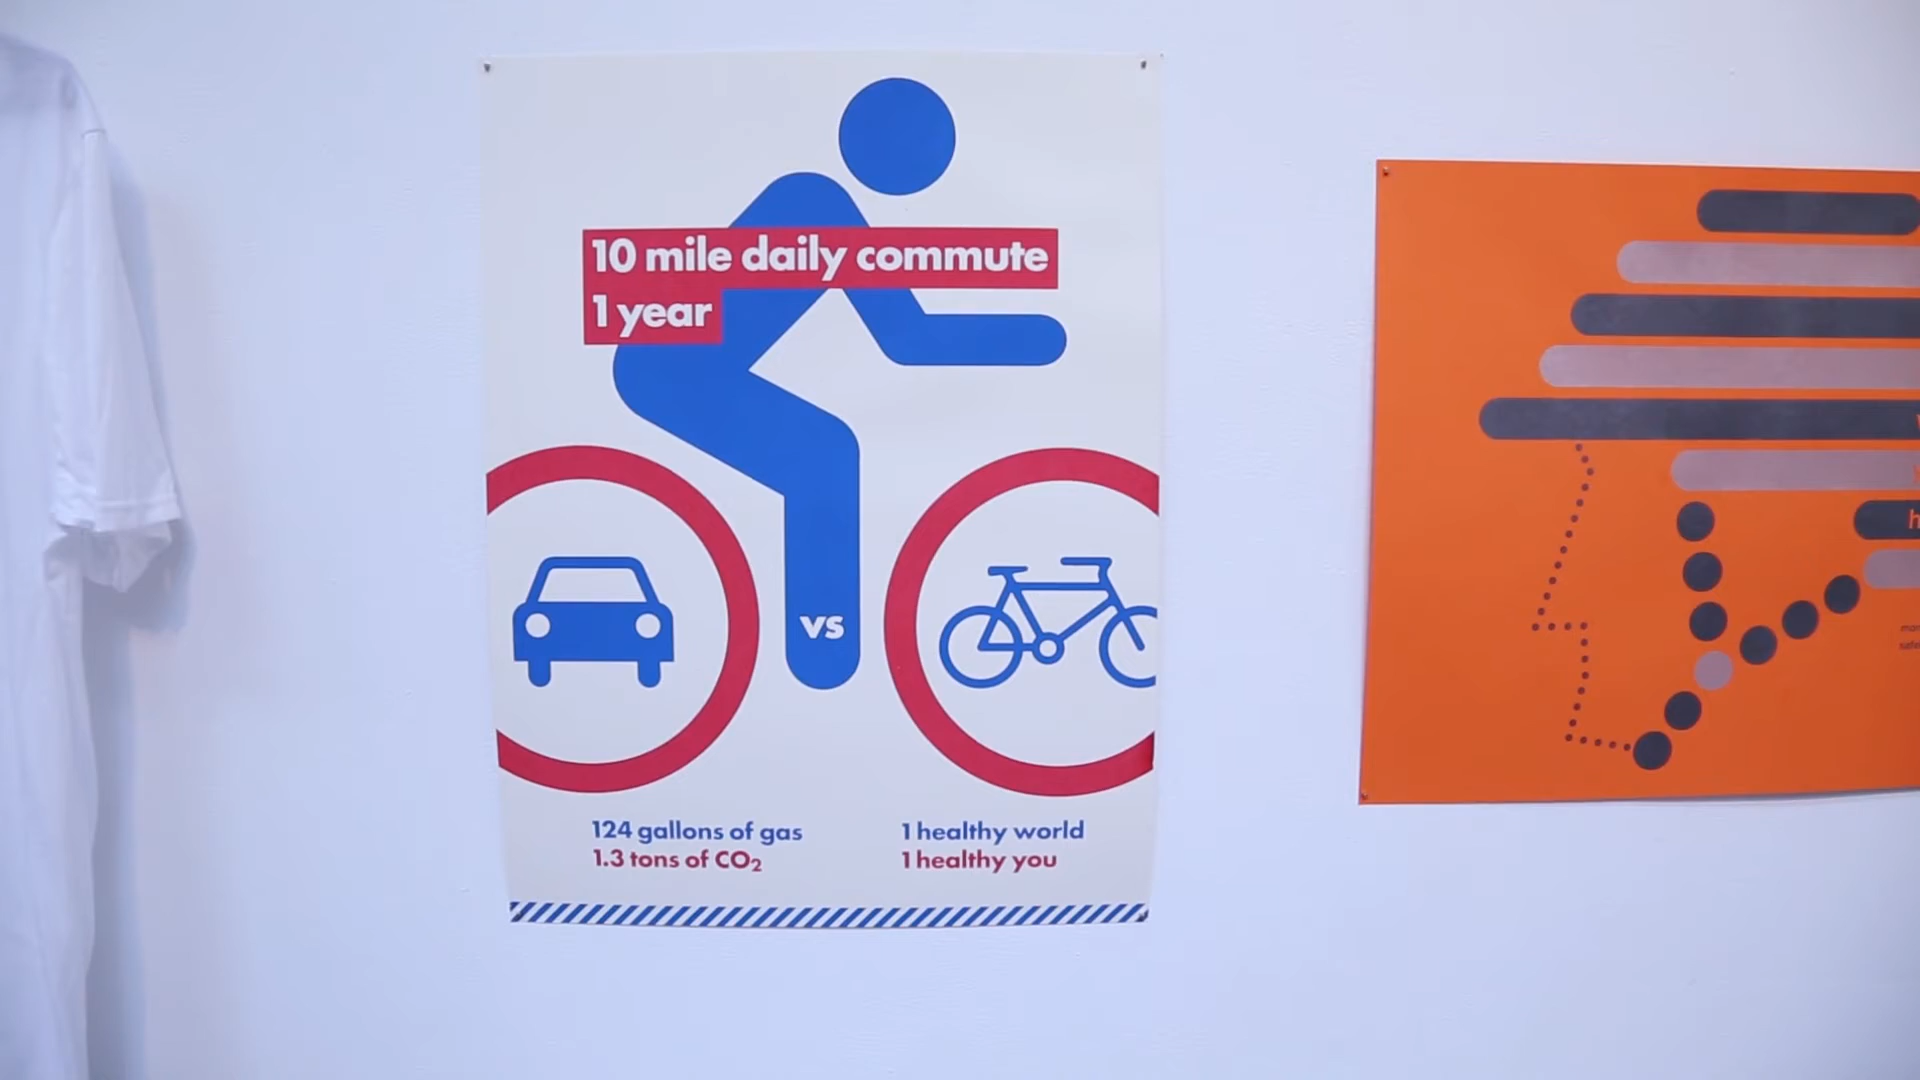 10 mile daily commute
1 year
vs
124 gallons of gas
1.3 tons of CO₂
1 healthy world
1 healthy you